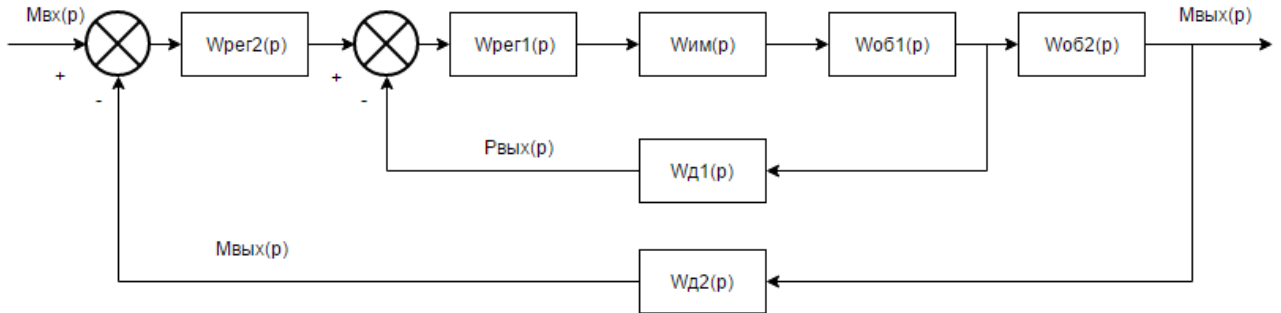 Mвх(p)
Mвых(p)
Wрег2(p)
Wрег1(p)
Wим(p)
Wоб1(p)
Wоб2(p)
+
-
+
-
Pвых(p)
Wд1(p)
Mвых(p)
Wд2(p)